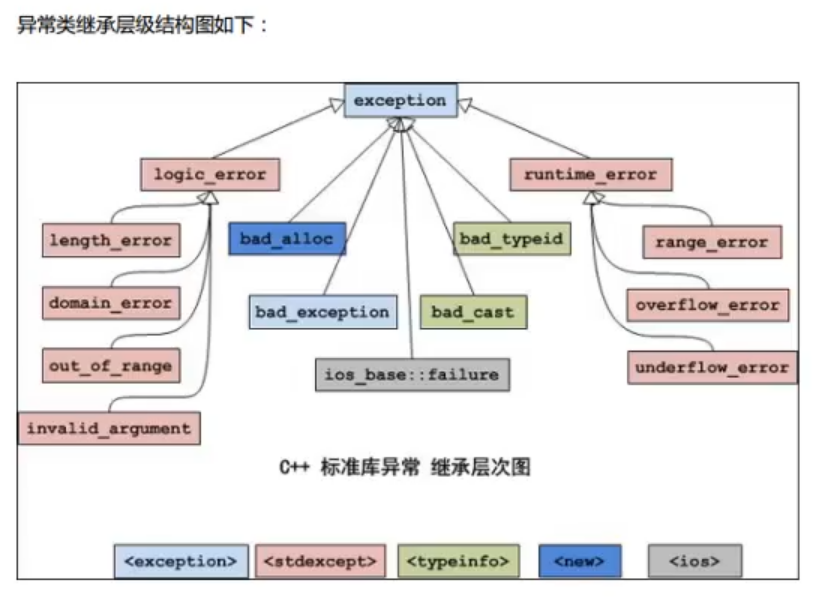 异常类继承层级结构图如下：
exception
logic_error
runtime_error
length_error
bad_alloc
bad_typeid
range_error
domain_error
bad_exception
bad_cast
overflow_error
out_of_range
ios_base::failure
underflow_error
invalid_argument
C++ 标准库异常 继承层次图
<exception>
<stdexcept>
<typeinfo>
<new>
<ios>